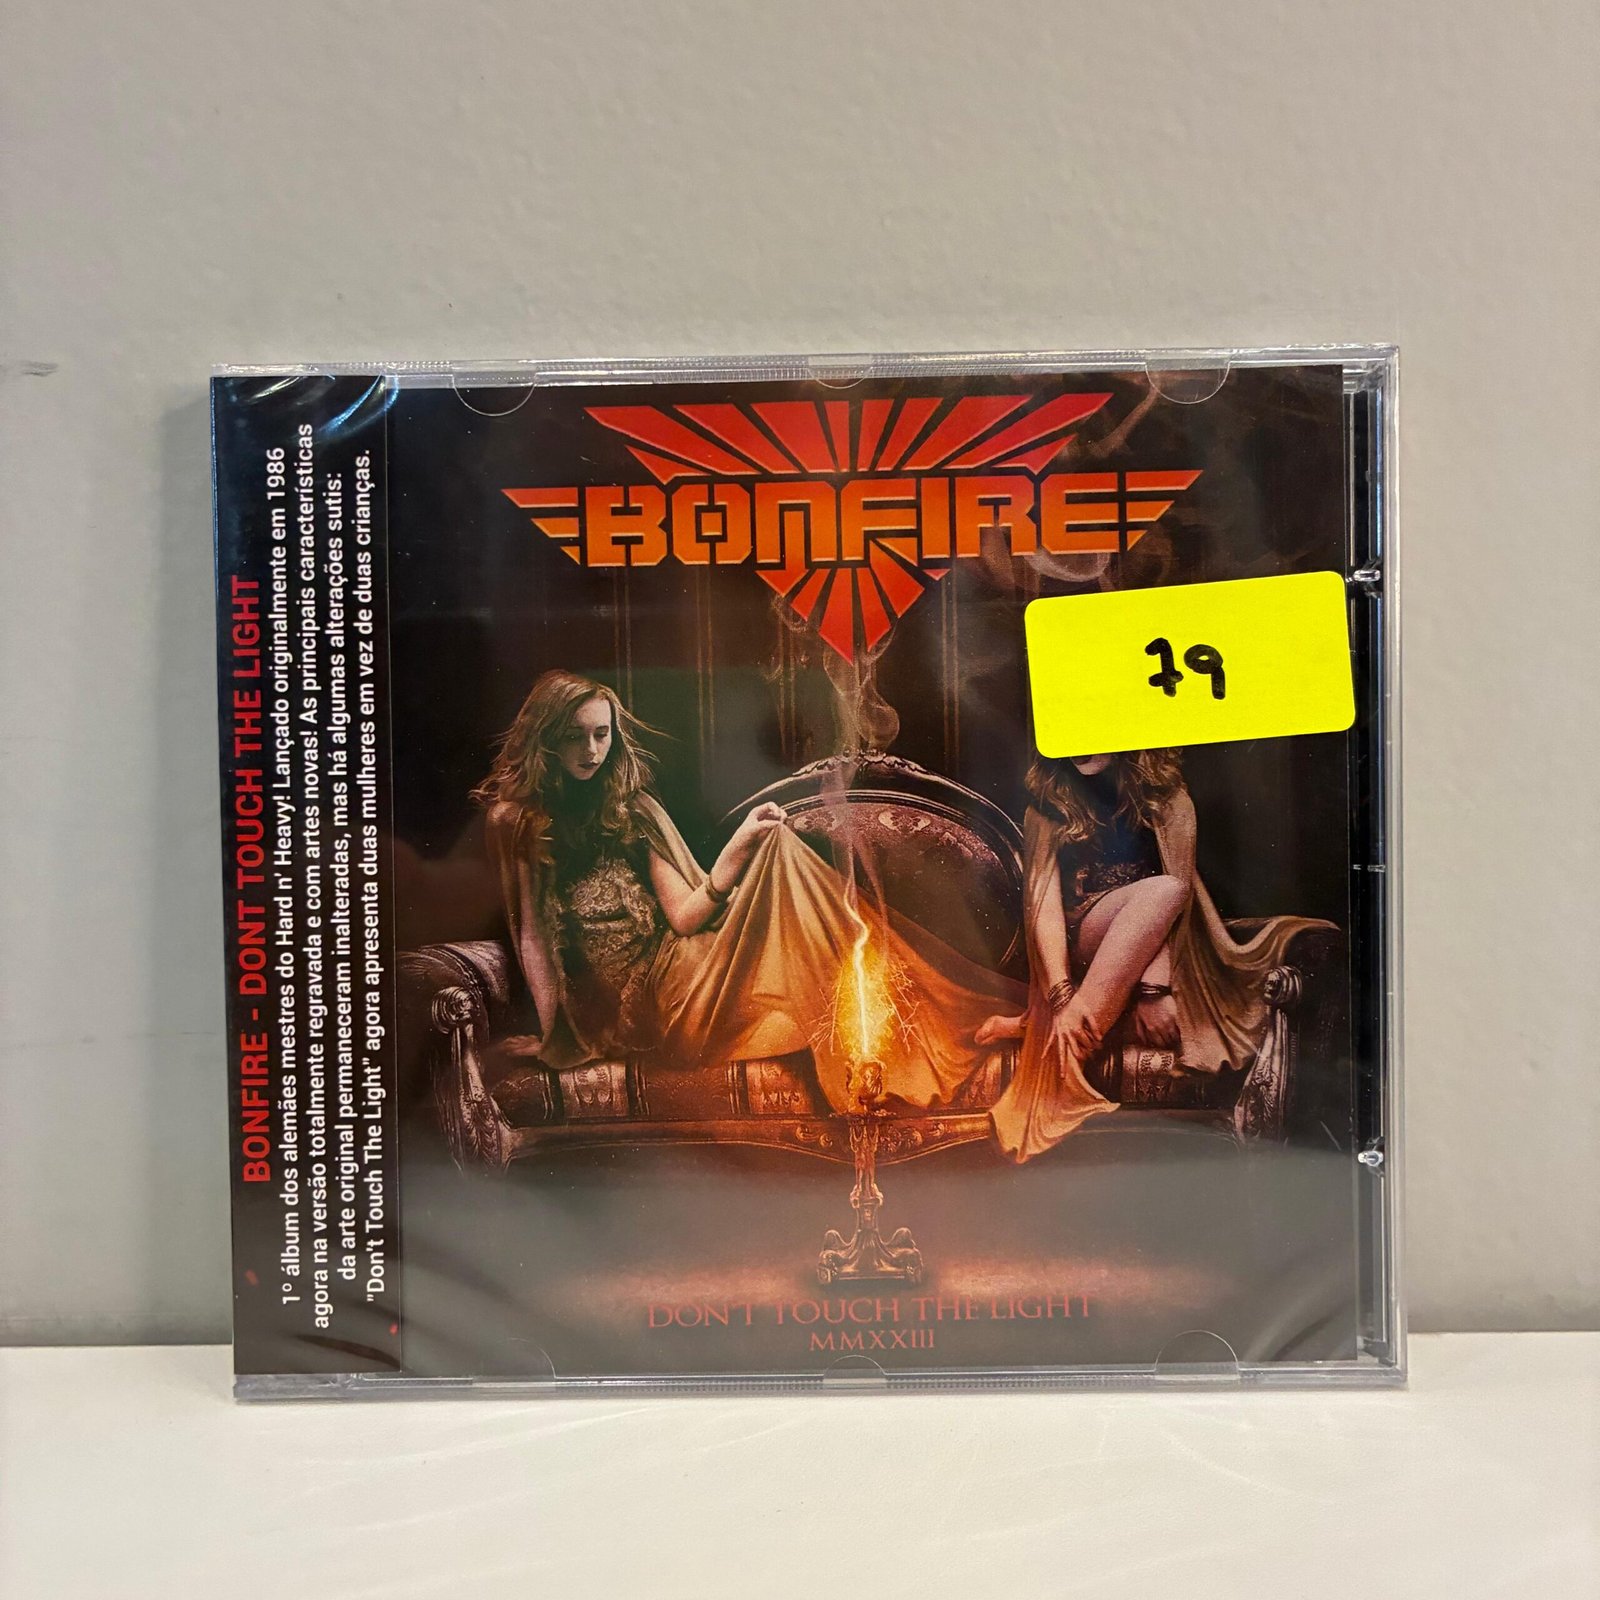 BONFIRE - DONT TOUCH THE LIGHT
1º álbum dos alemães mestres do Hard n' Heavy! Lançado originalmente em 1986
agora na versão totalmente regravada e com artes novas! As principais características
da arte original permaneceram inalteradas, mas há algumas alterações sutis:
"Don't Touch The Light" agora apresenta duas mulheres em vez de duas crianças.
BONFIRE
79
DON'T TOUCH THE LIGHT
MMXXIII